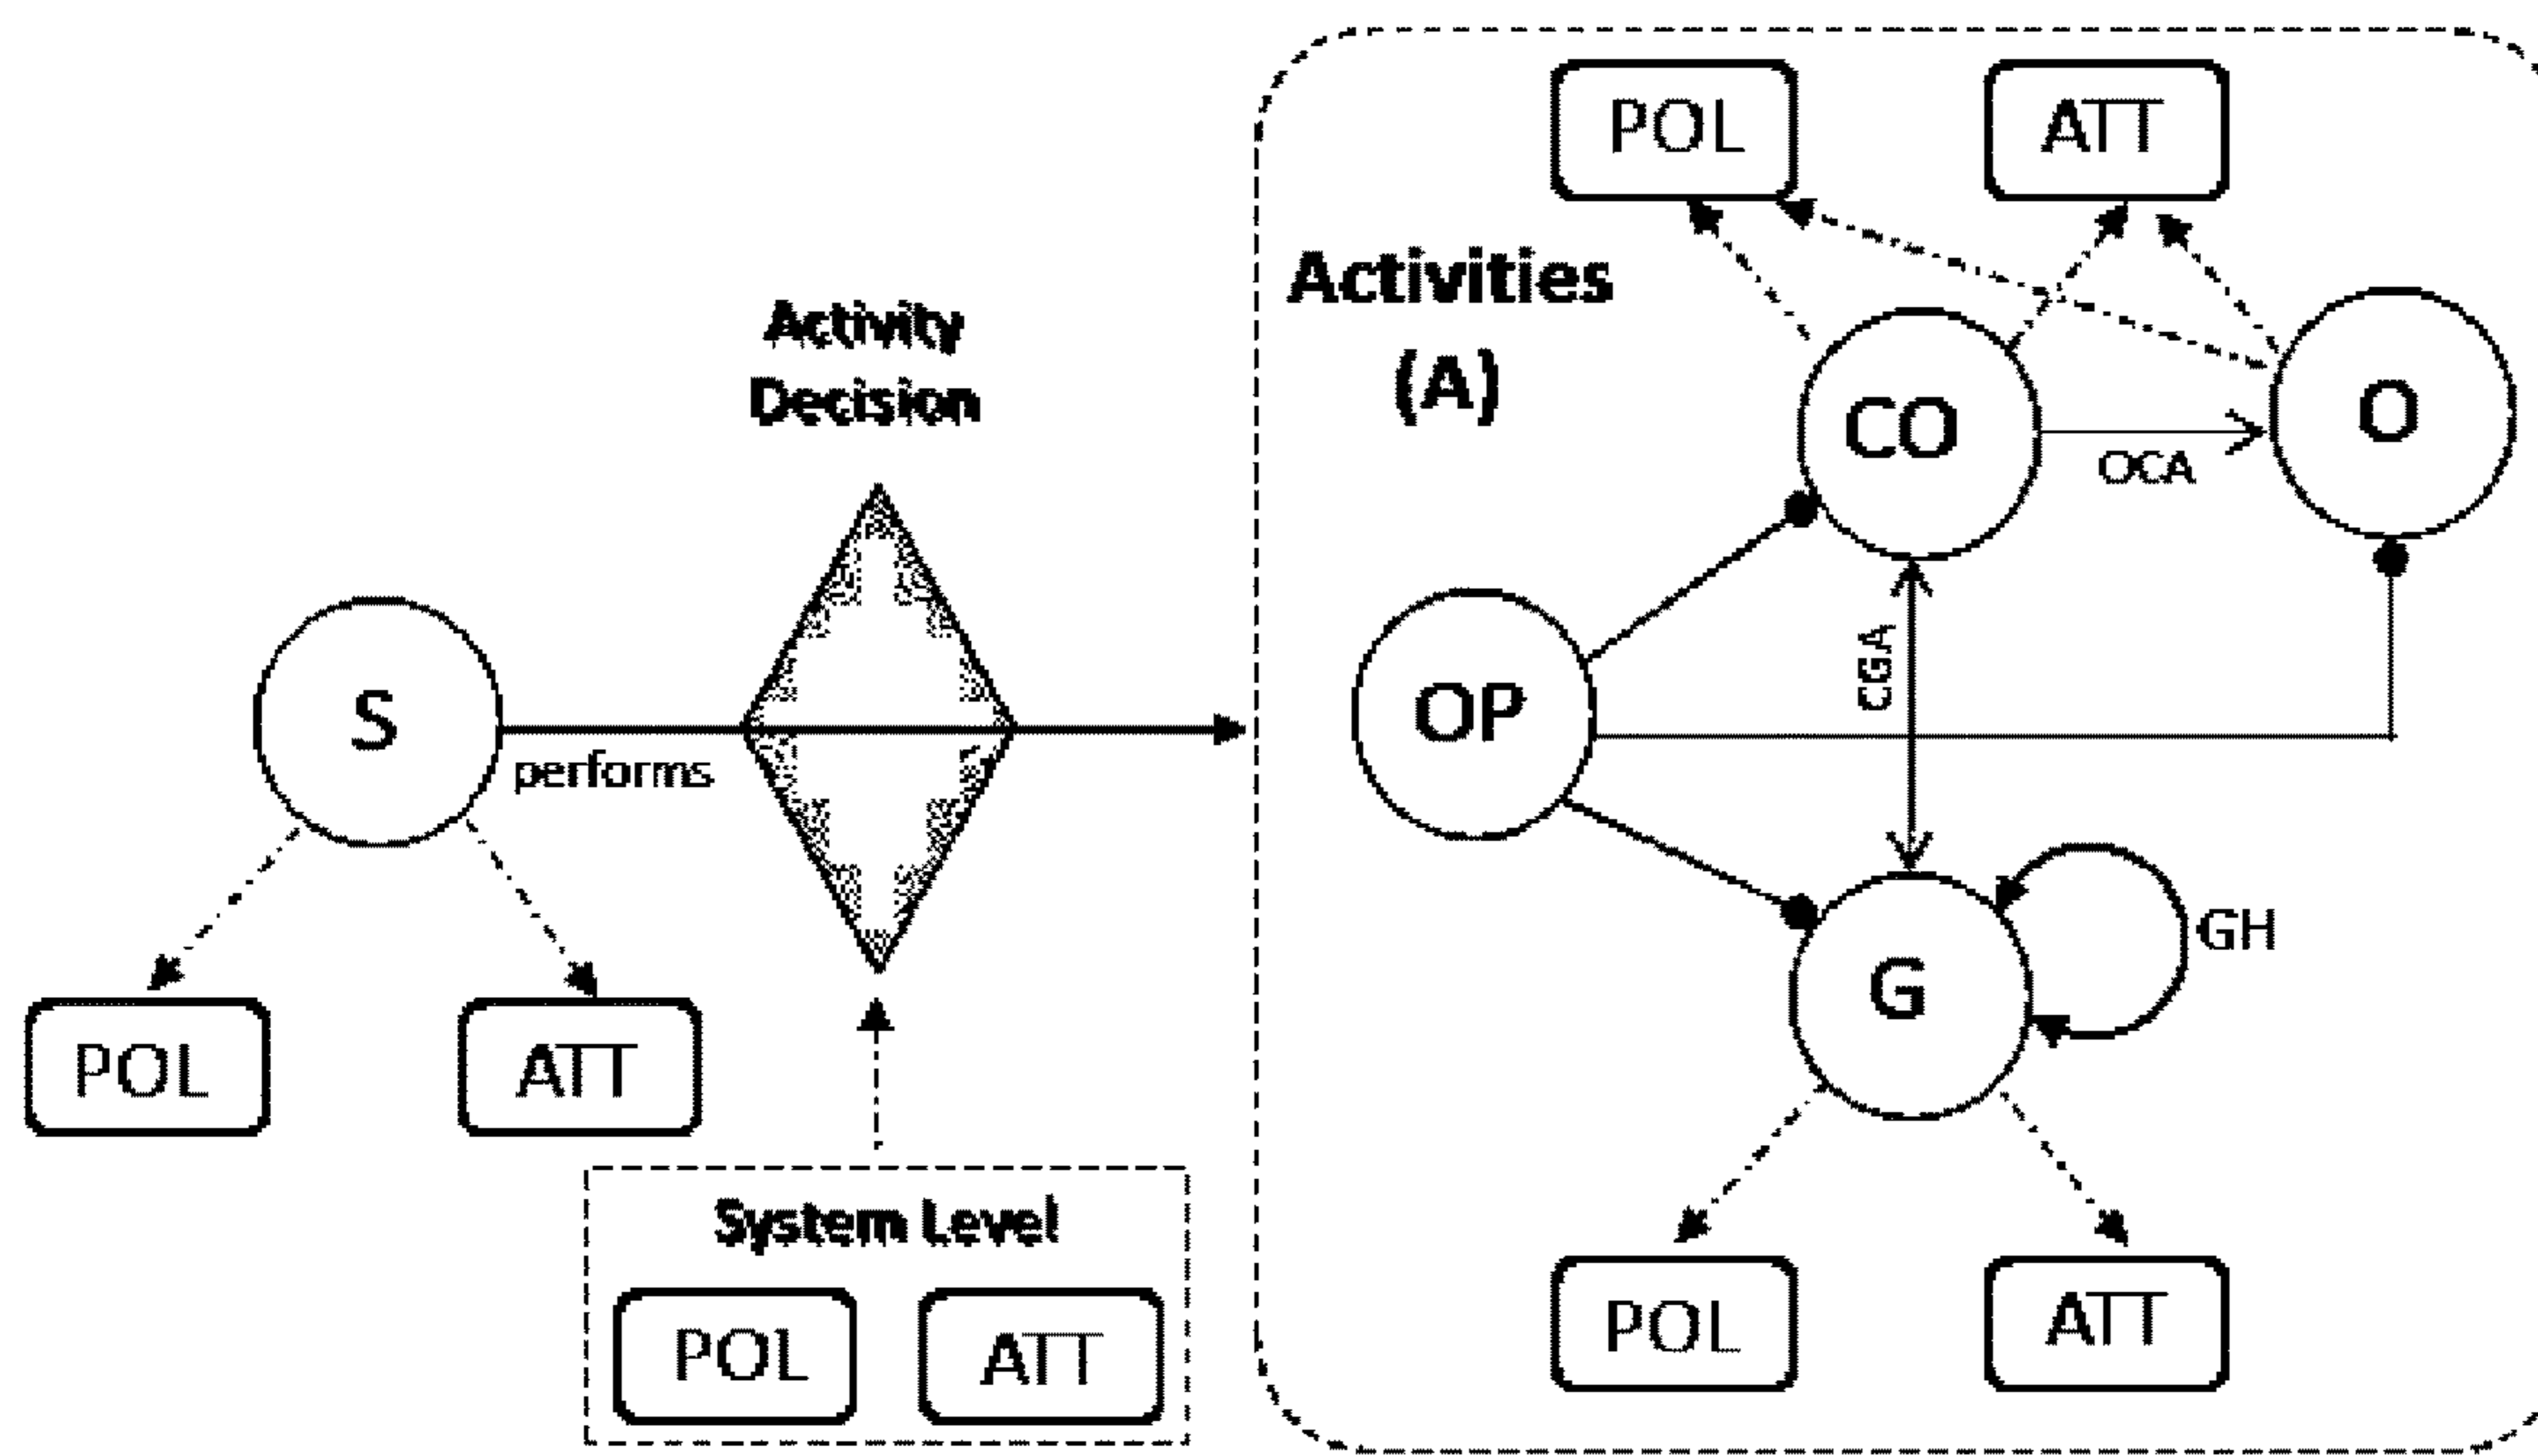 POL
ATT
Activities
(A)
Activity
Decision
CO
O
OCA
CGA
S
performs
OP
GH
G
POL
ATT
System Level
POL
ATT
POL
ATT